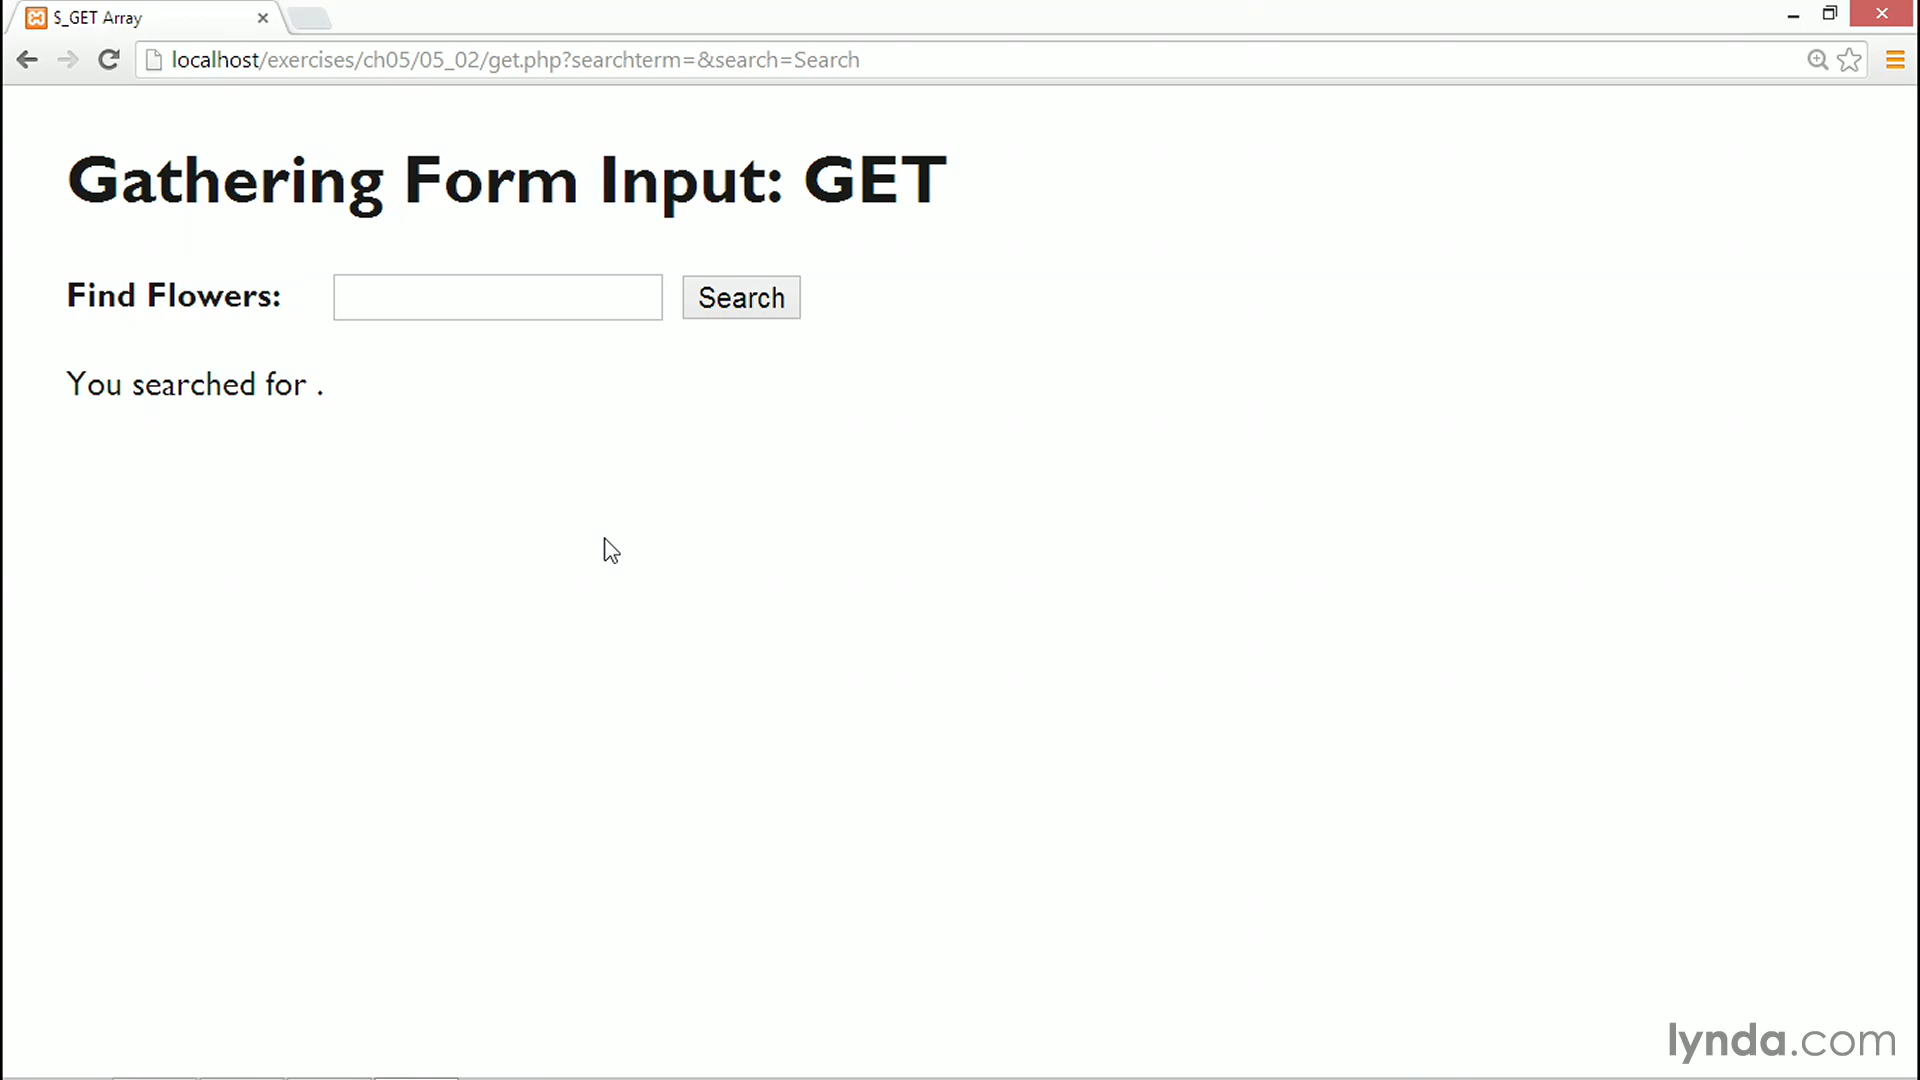 $_GET Array
localhost/exercises/ch05/05_02/get.php?searchterm=&search=Search
Gathering Form Input: GET
Find Flowers:
Search
You searched for .
lynda.com